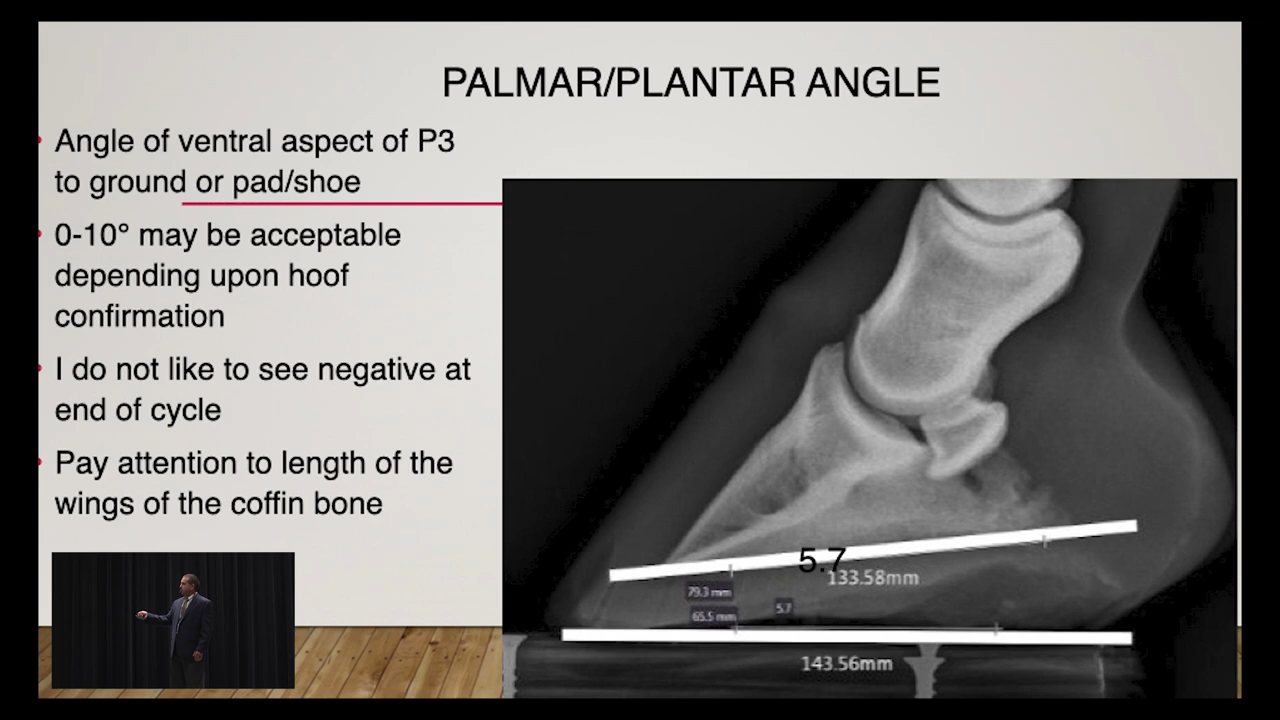 PALMAR/PLANTAR ANGLE
• Angle of ventral aspect of P3
to ground or pad/shoe
• 0-10° may be acceptable
depending upon hoof
confirmation
• I do not like to see negative at
end of cycle
• Pay attention to length of the
wings of the coffin bone
5.7
133.58mm
79.3 mm
5.7
65.5 mm
143.56mm